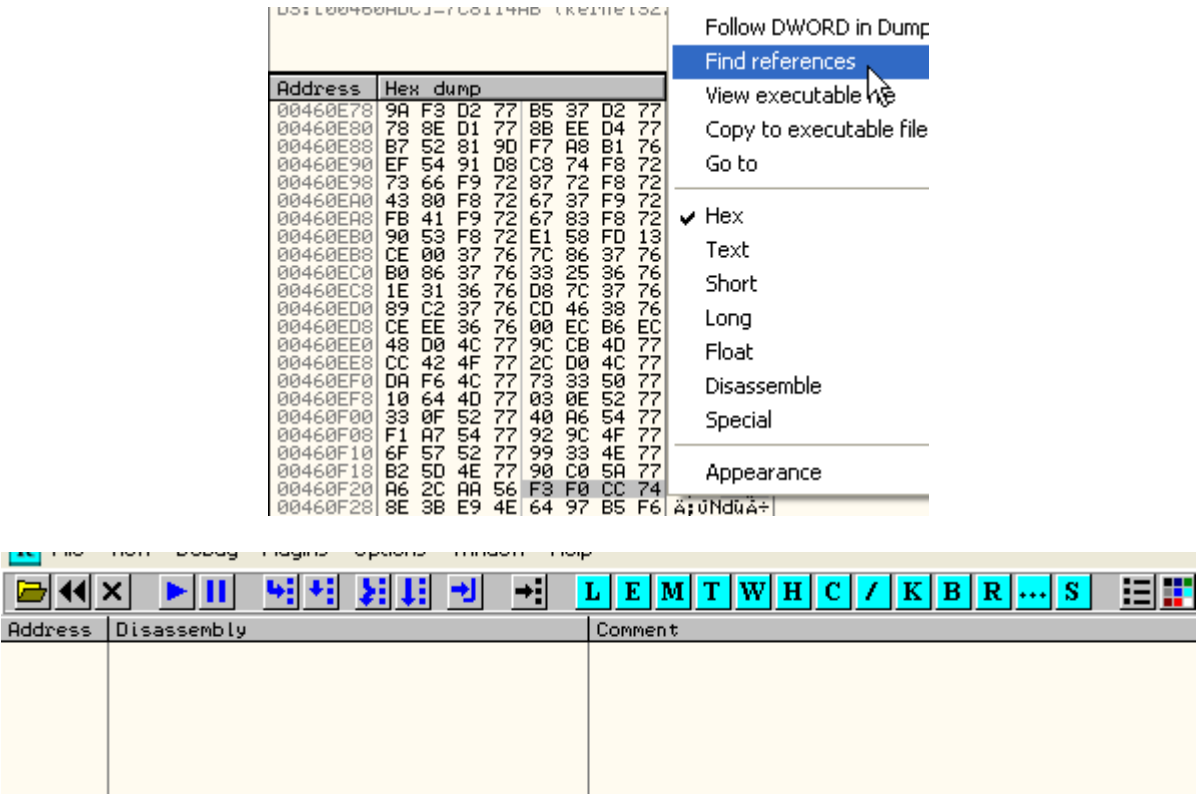 DS:[00460ADC]=7C8114AB (kernel32.
Follow DWORD in Dump
Find references
View executable file
Copy to executable file
Go to
Hex
Text
Short
Long
Float
Disassemble
Special
Appearance
Address Hex dump
00460E78 9A F3 D2 77 B5 37 D2 77
00460E80 78 8E D1 77 8B EE D4 77
00460E88 B7 52 81 9D F7 A8 B1 76
00460E90 EF 54 91 D8 C8 74 F8 72
00460E98 73 66 F9 72 87 72 F8 72
00460EA0 43 80 F8 72 67 37 F9 72
00460EA8 FB 41 F9 72 67 83 F8 72
00460EB0 90 53 F8 72 E1 58 FD 13
00460EB8 CE 00 37 76 7C 86 37 76
00460EC0 B0 86 37 76 33 25 36 76
00460EC8 1E 31 36 76 D8 7C 37 76
00460ED0 89 C2 37 76 CD 46 38 76
00460ED8 CE EE 36 76 00 EC B6 EC
00460EE0 48 D0 4C 77 9C CB 4D 77
00460EE8 CC 42 4F 77 2C D0 4C 77
00460EF0 DA F6 4C 77 73 33 50 77
00460EF8 10 64 4D 77 03 0E 52 77
00460F00 33 0F 52 77 40 A6 54 77
00460F08 F1 A7 54 77 92 9C 4F 77
00460F10 6F 57 52 77 99 33 4E 77
00460F18 B2 5D 4E 77 90 C0 5A 77
00460F20 A6 2C AA 56 F3 F0 CC 74
00460F28 8E 3B E9 4E 64 97 B5 F6 Ä;úNdùÁ÷
File Run Debug Plugins Options Window Help
L E M T W H C / K B R ... S
Address Disassembly Comment